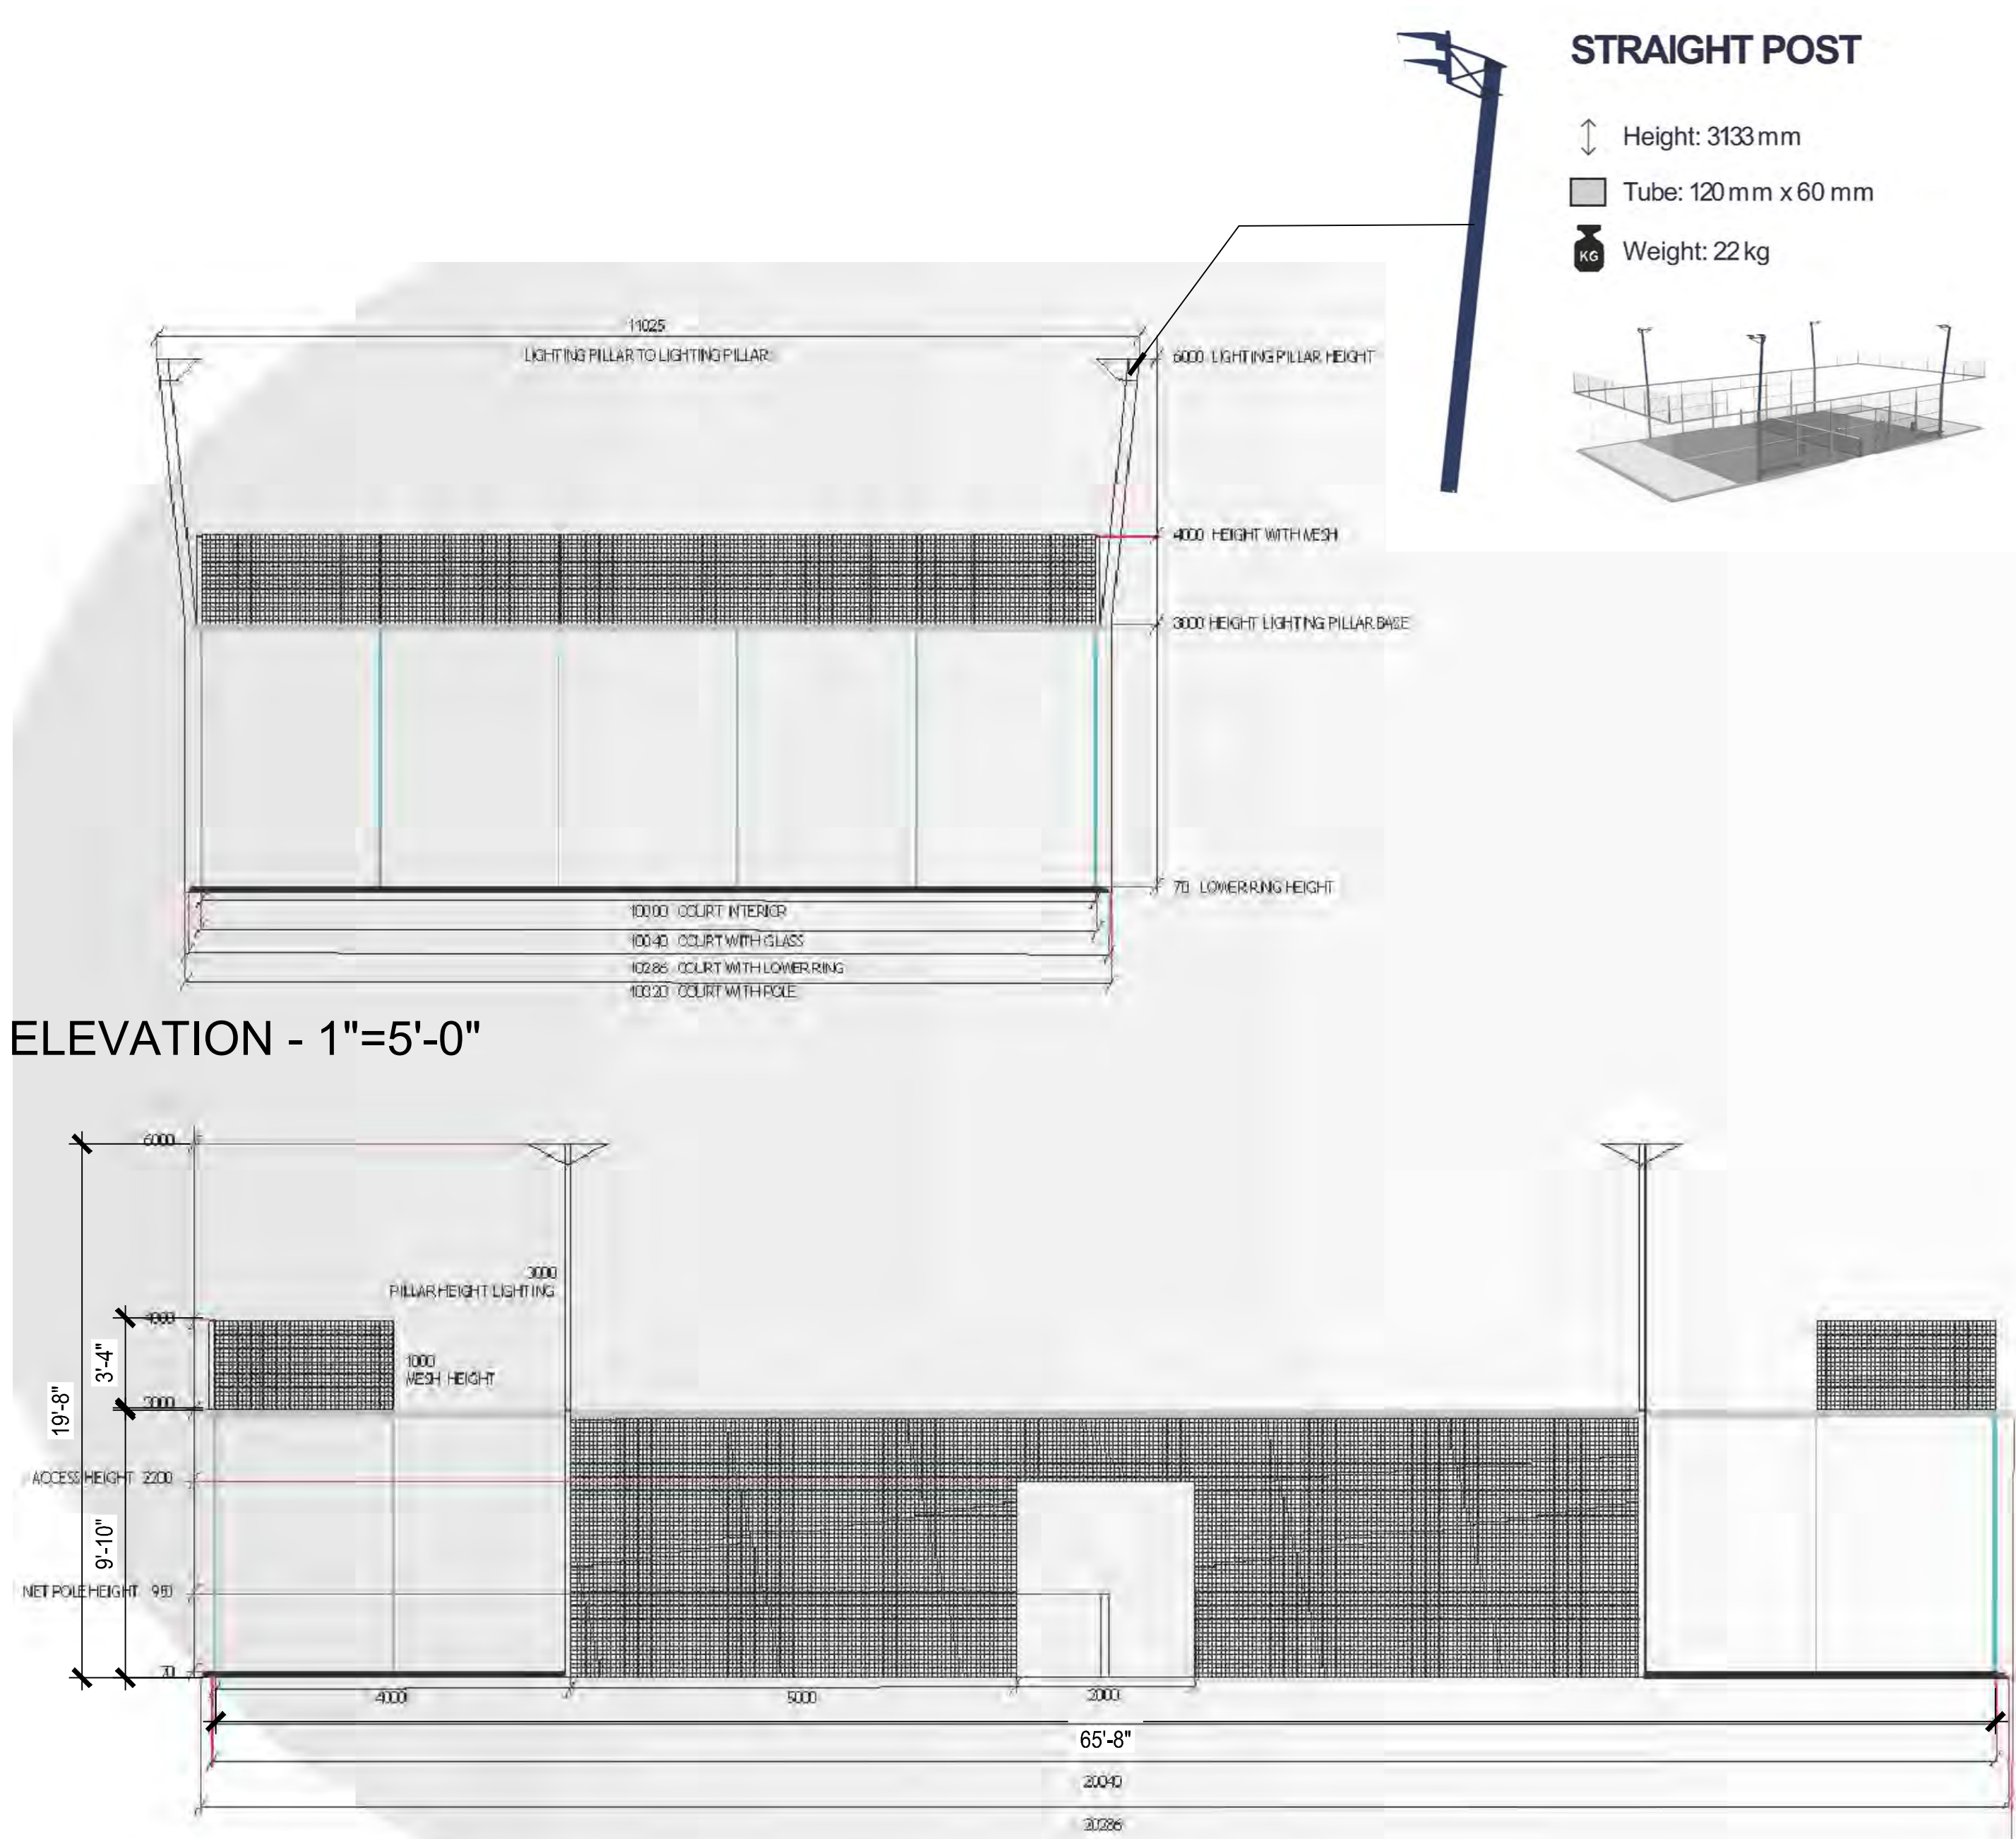 STRAIGHT POST
Height: 3133 mm
Tube: 120 mm x 60 mm
KG
Weight: 22 kg
11025
LIGHTING PILLAR TO LIGHTING PILLAR
6000 LIGHTING PILLAR HEIGHT
4000 HEIGHT WITH MESH
3000 HEIGHT LIGHTING PILLAR BASE
70 LOWER RING HEIGHT
10000 COURT INTERIOR
10040 COURT WITH GLASS
10286 COURT WITH LOWER RING
10320 COURT WITH POLE
ELEVATION - 1"=5'-0"
6000
3000
PILLAR HEIGHT LIGHTING
4000
3'-4"
1000
MESH HEIGHT
3000
19'-8"
ACCESS HEIGHT 2200
9'-10"
NET POLE HEIGHT
70
4000
5000
2000
65'-8"
20040
20286